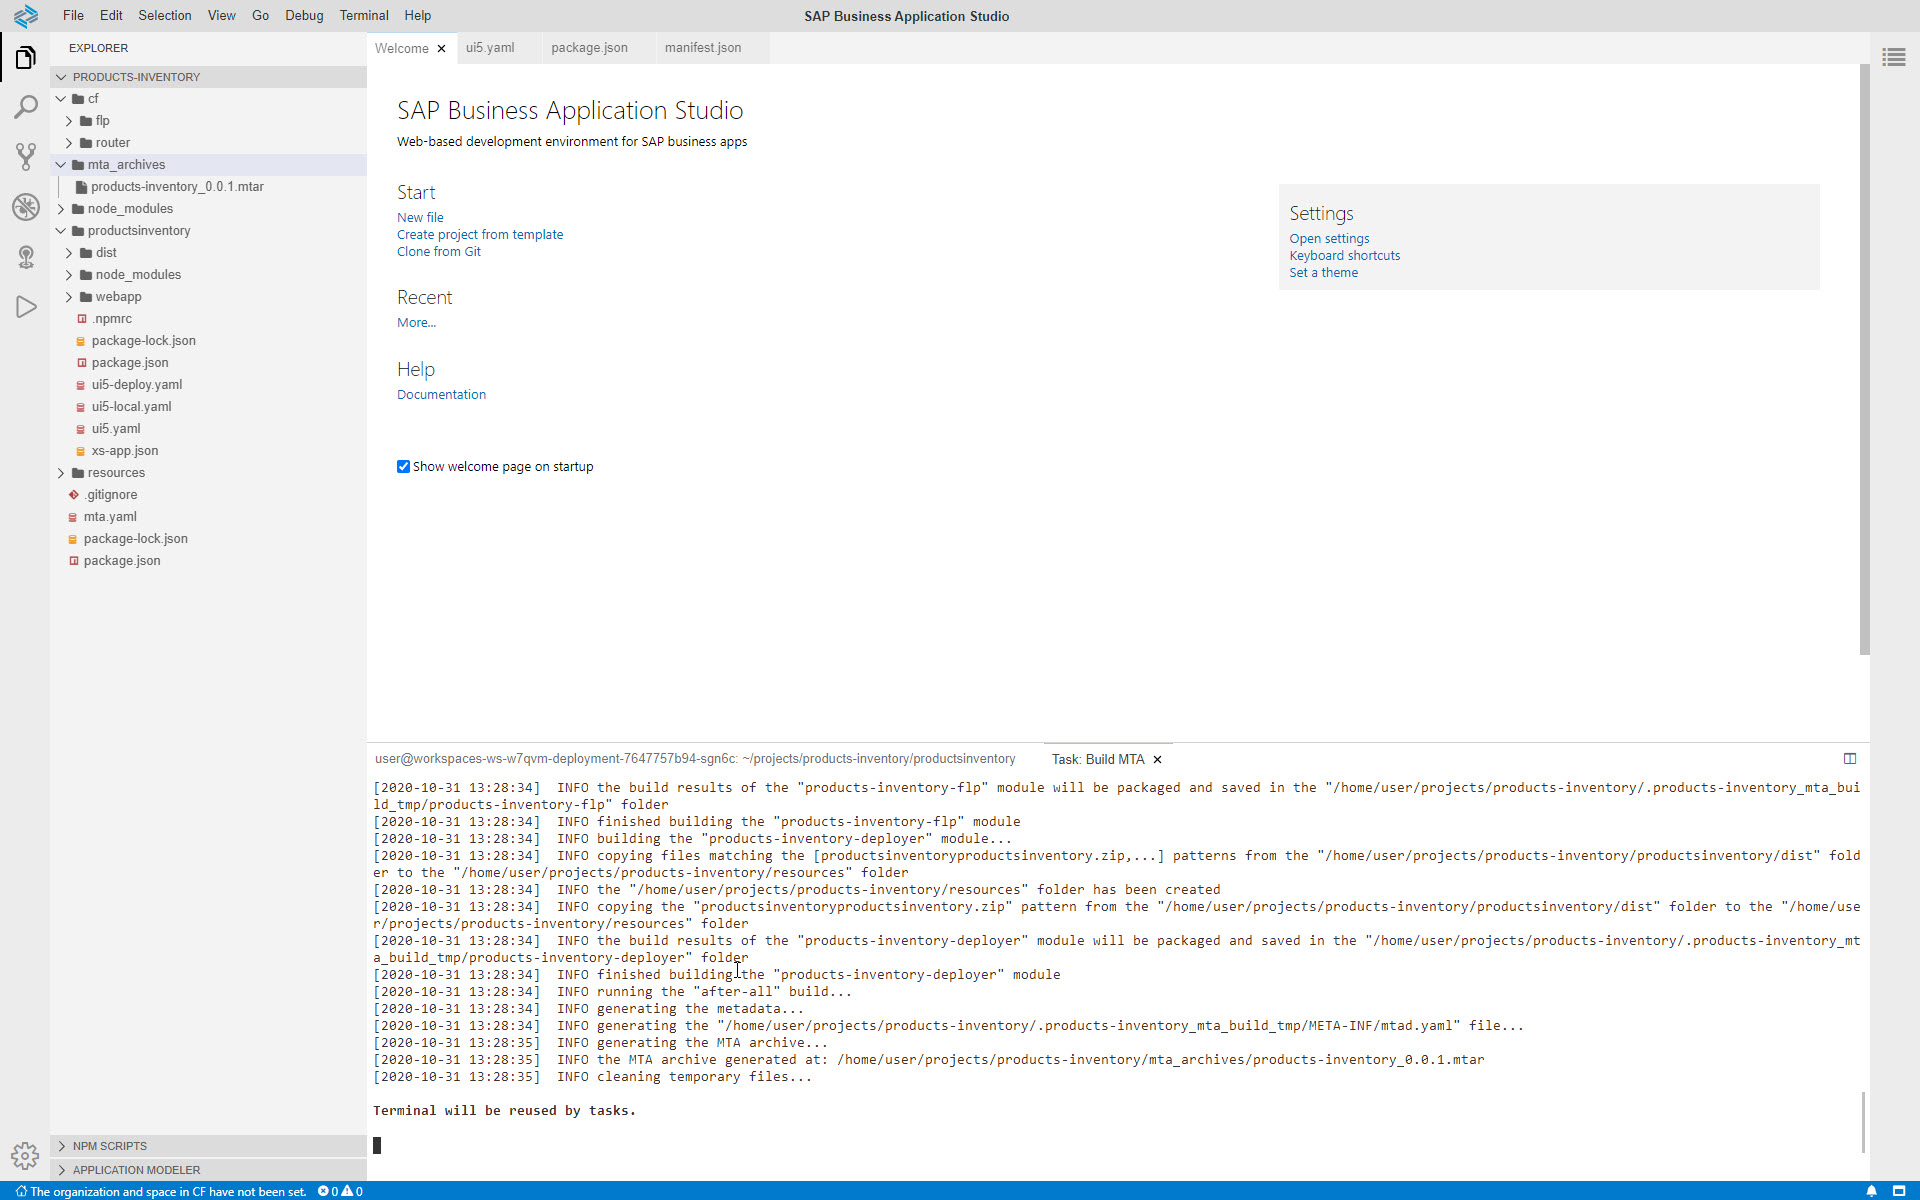 File Edit Selection View Go Debug Terminal Help
SAP Business Application Studio
EXPLORER
PRODUCTS-INVENTORY
cf
flp
router
mta_archives
products-inventory_0.0.1.mtar
node_modules
productsinventory
dist
node_modules
webapp
.npmrc
package-lock.json
package.json
ui5-deploy.yaml
ui5-local.yaml
ui5.yaml
xs-app.json
resources
.gitignore
mta.yaml
package-lock.json
package.json
NPM SCRIPTS
APPLICATION MODELER
Welcome ui5.yaml package.json manifest.json
SAP Business Application Studio
Web-based development environment for SAP business apps
Start
New file
Create project from template
Clone from Git
Recent
More...
Help
Documentation
Show welcome page on startup
Settings
Open settings
Keyboard shortcuts
Set a theme
user@workspaces-ws-w7qvm-deployment-7647757b94-sgn6c: ~/projects/products-inventory/productsinventory Task: Build MTA
[2020-10-31 13:28:34]  INFO the build results of the "products-inventory-flp" module will be packaged and saved in the "/home/user/projects/products-inventory/.products-inventory_mta_bui
ld_tmp/products-inventory-flp" folder
[2020-10-31 13:28:34]  INFO finished building the "products-inventory-flp" module
[2020-10-31 13:28:34]  INFO building the "products-inventory-deployer" module...
[2020-10-31 13:28:34]  INFO copying files matching the [productsinventoryproductsinventory.zip,...] patterns from the "/home/user/projects/products-inventory/productsinventory/dist" fold
er to the "/home/user/projects/products-inventory/resources" folder
[2020-10-31 13:28:34]  INFO the "/home/user/projects/products-inventory/resources" folder has been created
[2020-10-31 13:28:34]  INFO copying the "productsinventoryproductsinventory.zip" pattern from the "/home/user/projects/products-inventory/productsinventory/dist" folder to the "/home/use
r/projects/products-inventory/resources" folder
[2020-10-31 13:28:34]  INFO the build results of the "products-inventory-deployer" module will be packaged and saved in the "/home/user/projects/products-inventory/.products-inventory_mt
a_build_tmp/products-inventory-deployer" folder
[2020-10-31 13:28:34]  INFO finished building the "products-inventory-deployer" module
[2020-10-31 13:28:34]  INFO running the "after-all" build...
[2020-10-31 13:28:34]  INFO generating the metadata...
[2020-10-31 13:28:34]  INFO generating the "/home/user/projects/products-inventory/.products-inventory_mta_build_tmp/META-INF/mtad.yaml" file...
[2020-10-31 13:28:35]  INFO generating the MTA archive...
[2020-10-31 13:28:35]  INFO the MTA archive generated at: /home/user/projects/products-inventory/mta_archives/products-inventory_0.0.1.mtar
[2020-10-31 13:28:35]  INFO cleaning temporary files...
Terminal will be reused by tasks.
The organization and space in CF have not been set. 0 0